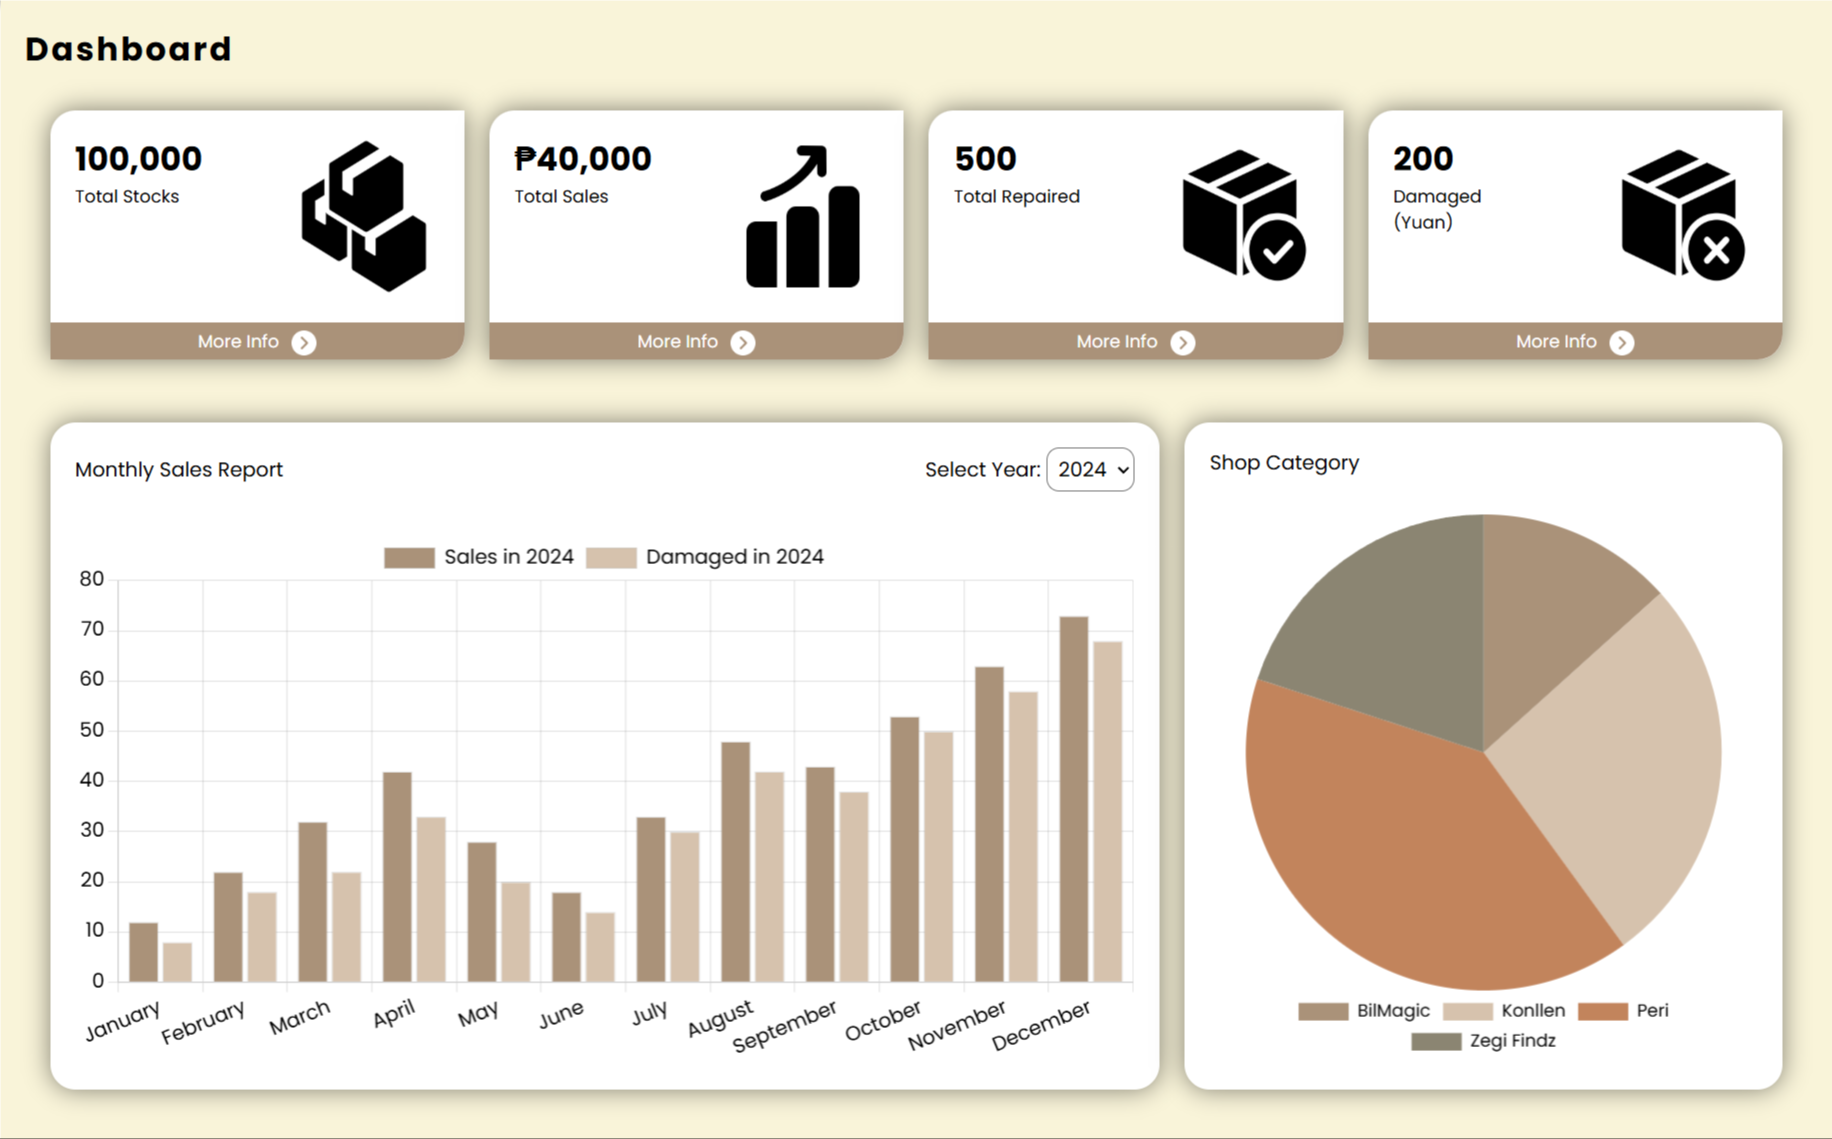 Dashboard
100,000
Total Stocks
More Info
₱40,000
Total Sales
More Info
500
Total Repaired
More Info
200
Damaged
(Yuan)
More Info
Monthly Sales Report
Select Year: 2024
Sales in 2024 Damaged in 2024
80
70
60
50
40
30
20
10
0
January February March April May June July August September October November December
Shop Category
BilMagic Konllen Peri
Zegi Findz